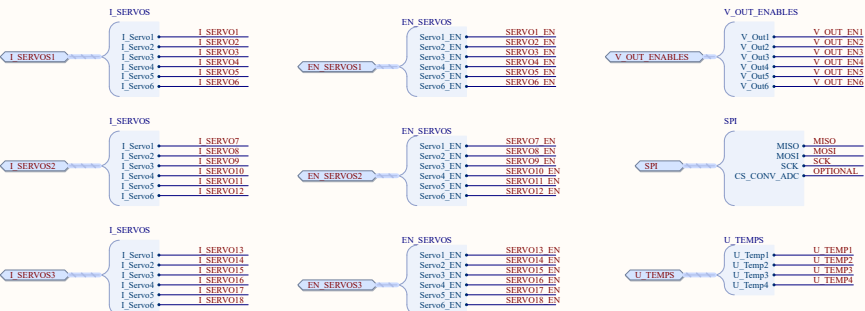 I_SERVOS
I_SERVOS1
I_Servo1 I_SERVO1
I_Servo2 I_SERVO2
I_Servo3 I_SERVO3
I_Servo4 I_SERVO4
I_Servo5 I_SERVO5
I_Servo6 I_SERVO6
EN_SERVOS
EN_SERVOS1
Servo1_EN SERVO1_EN
Servo2_EN SERVO2_EN
Servo3_EN SERVO3_EN
Servo4_EN SERVO4_EN
Servo5_EN SERVO5_EN
Servo6_EN SERVO6_EN
V_OUT_ENABLES
V_OUT_ENABLES
V_Out1 V_OUT_EN1
V_Out2 V_OUT_EN2
V_Out3 V_OUT_EN3
V_Out4 V_OUT_EN4
V_Out5 V_OUT_EN5
V_Out6 V_OUT_EN6
I_SERVOS
I_SERVOS2
I_Servo1 I_SERVO7
I_Servo2 I_SERVO8
I_Servo3 I_SERVO9
I_Servo4 I_SERVO10
I_Servo5 I_SERVO11
I_Servo6 I_SERVO12
EN_SERVOS
EN_SERVOS2
Servo1_EN SERVO7_EN
Servo2_EN SERVO8_EN
Servo3_EN SERVO9_EN
Servo4_EN SERVO10_EN
Servo5_EN SERVO11_EN
Servo6_EN SERVO12_EN
SPI
SPI
MISO MISO
MOSI MOSI
SCK SCK
CS_CONV_ADC OPTIONAL
I_SERVOS
I_SERVOS3
I_Servo1 I_SERVO13
I_Servo2 I_SERVO14
I_Servo3 I_SERVO15
I_Servo4 I_SERVO16
I_Servo5 I_SERVO17
I_Servo6 I_SERVO18
EN_SERVOS
EN_SERVOS3
Servo1_EN SERVO13_EN
Servo2_EN SERVO14_EN
Servo3_EN SERVO15_EN
Servo4_EN SERVO16_EN
Servo5_EN SERVO17_EN
Servo6_EN SERVO18_EN
U_TEMPS
U_TEMPS
U_Temp1 U_TEMP1
U_Temp2 U_TEMP2
U_Temp3 U_TEMP3
U_Temp4 U_TEMP4